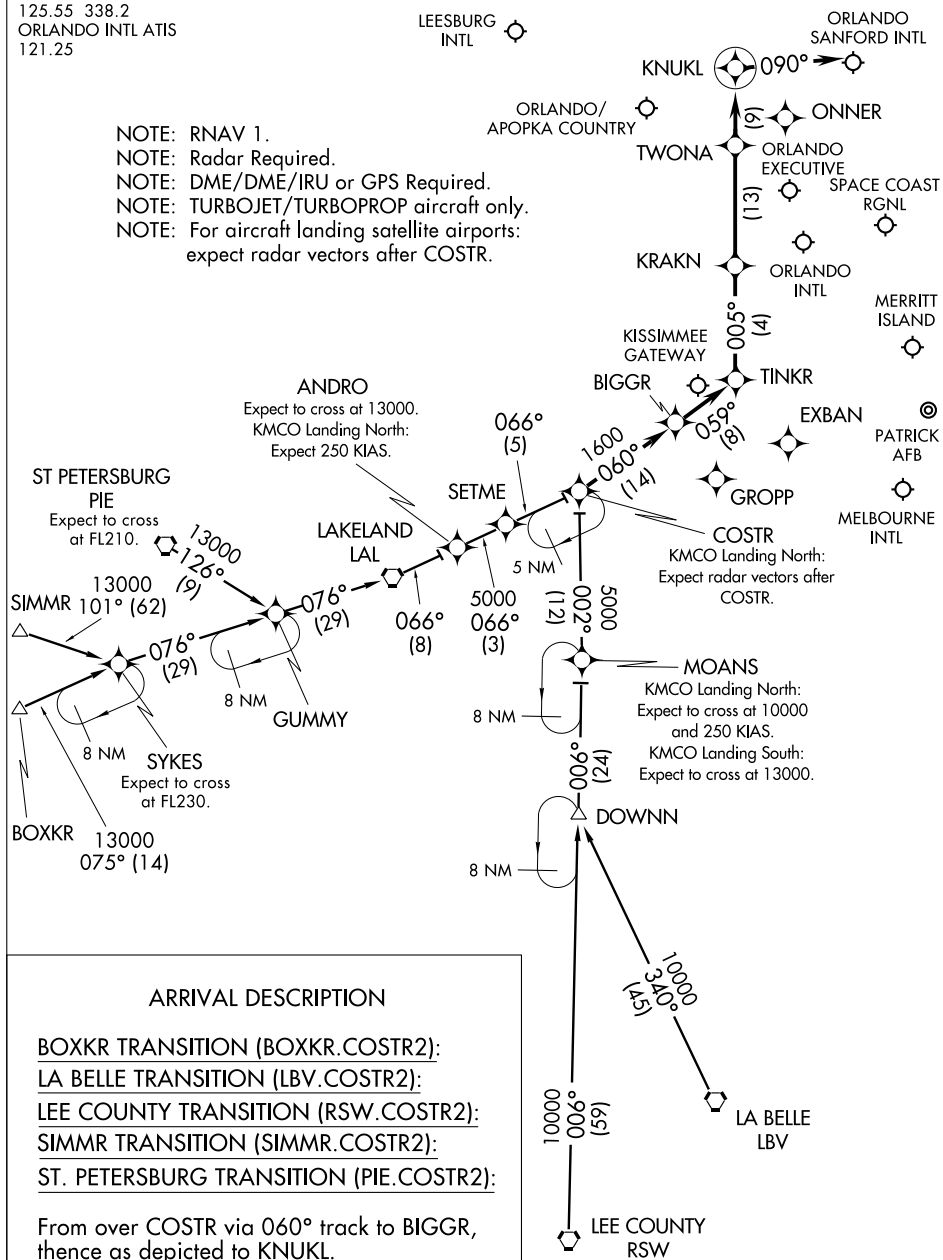 125.55 338.2
ORLANDO INTL ATIS
121.25
LEESBURG
INTL
ORLANDO
SANFORD INTL
KNUKL
090°
ORLANDO/
APOPKA COUNTRY
(9)
ONNER
TWONA
ORLANDO
EXECUTIVE
SPACE COAST
RGNL
(13)
NOTE: RNAV 1.
NOTE: Radar Required.
NOTE: DME/DME/IRU or GPS Required.
NOTE: TURBOJET/TURBOPROP aircraft only.
NOTE: For aircraft landing satellite airports:
expect radar vectors after COSTR.
KRAKN
ORLANDO
INTL
MERRITT
ISLAND
005°
(4)
KISSIMMEE
GATEWAY
BIGGR
TINKR
059°
(8)
EXBAN
PATRICK
AFB
GROPP
MELBOURNE
INTL
ANDRO
Expect to cross at 13000.
KMCO Landing North:
Expect 250 KIAS.
066°
(5)
1600
060°
(14)
SETME
COSTR
KMCO Landing North:
Expect radar vectors after
COSTR.
5 NM
ST PETERSBURG
PIE
Expect to cross
at FL210.
LAKELAND
LAL
13000
126°
(9)
SIMMR
13000
101° (62)
076°
(29)
066°
(8)
5000
066°
(3)
5000
002°
(12)
076°
(29)
8 NM
GUMMY
8 NM
MOANS
KMCO Landing North:
Expect to cross at 10000
and 250 KIAS.
KMCO Landing South:
Expect to cross at 13000.
8 NM
SYKES
Expect to cross
at FL230.
BOXKR
13000
075° (14)
006°
(24)
DOWNN
8 NM
10000
340°
(45)
10000
006°
(59)
LA BELLE
LBV
LEE COUNTY
RSW
ARRIVAL DESCRIPTION
BOXKR TRANSITION (BOXKR.COSTR2):
LA BELLE TRANSITION (LBV.COSTR2):
LEE COUNTY TRANSITION (RSW.COSTR2):
SIMMR TRANSITION (SIMMR.COSTR2):
ST. PETERSBURG TRANSITION (PIE.COSTR2):
From over COSTR via 060° track to BIGGR,
thence as depicted to KNUKL.